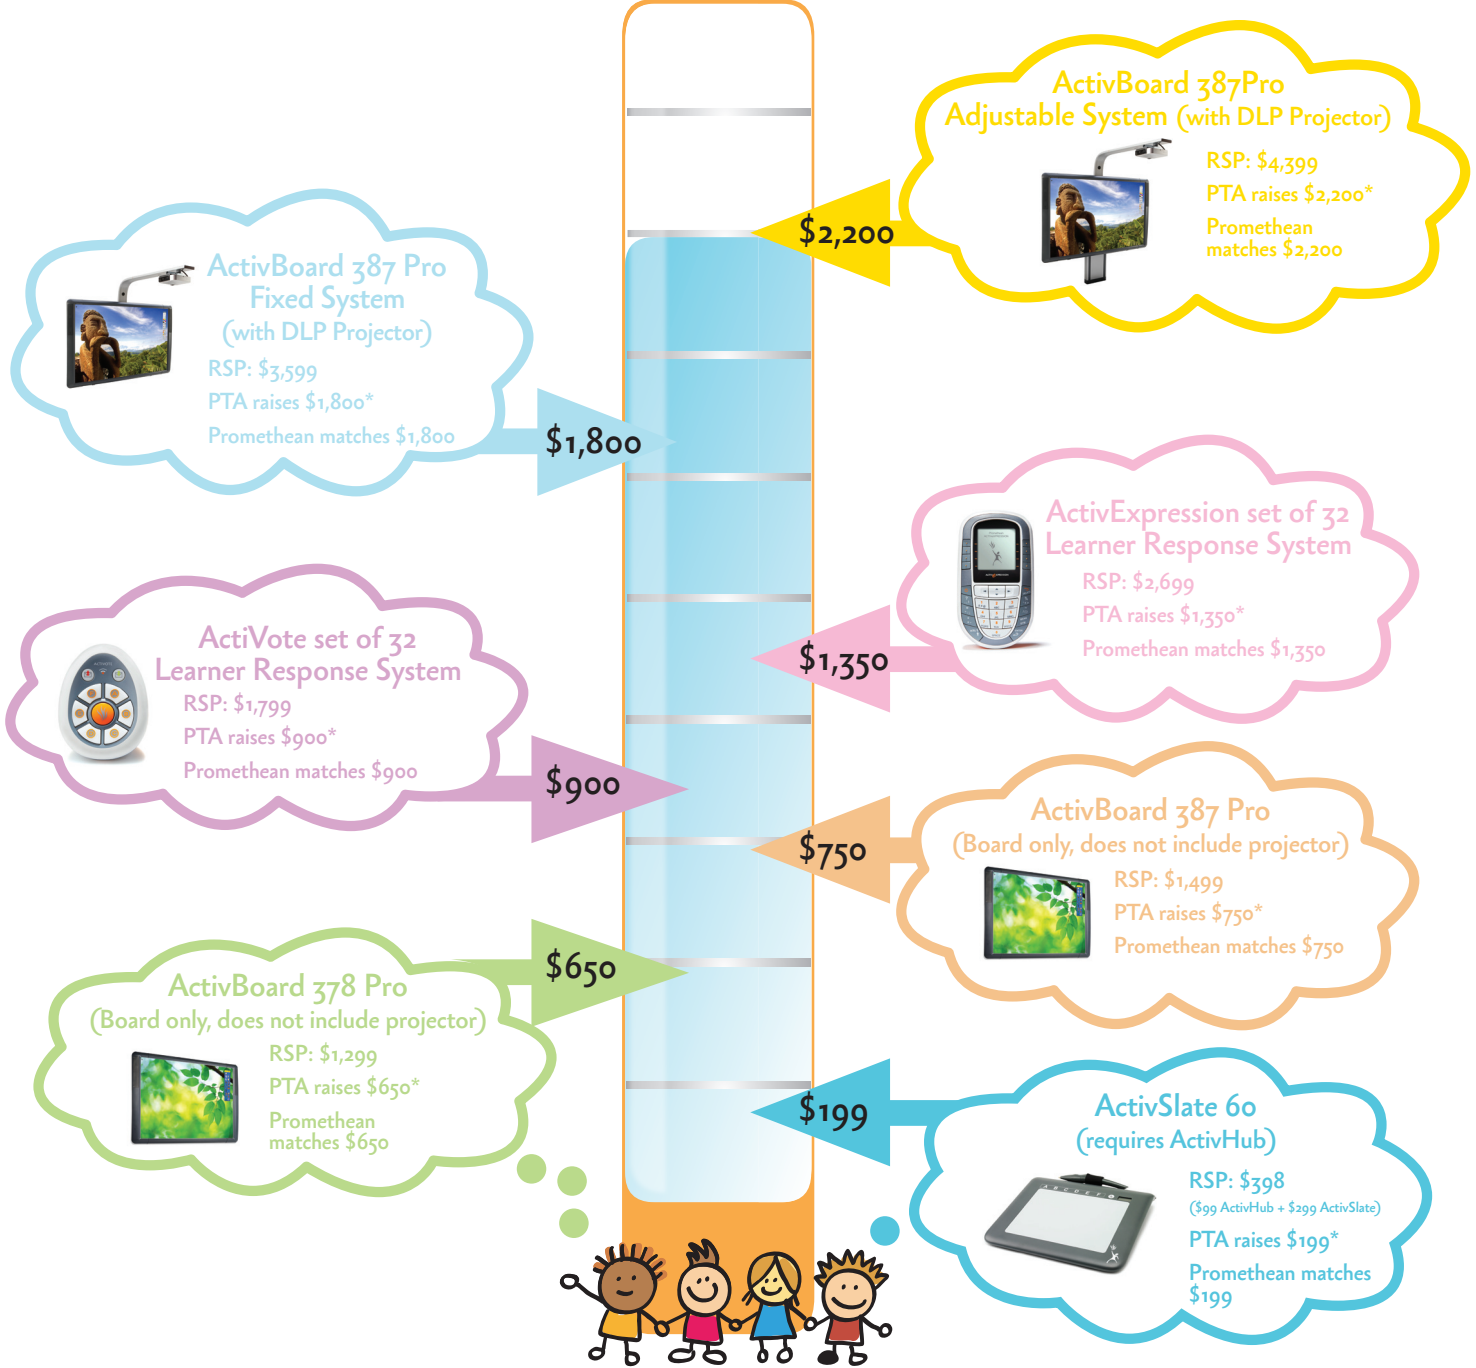 ActivBoard 387Pro
Adjustable System (with DLP Projector)
RSP: $4,399
PTA raises $2,200*
Promethean
matches $2,200
$2,200
ActivBoard 387 Pro
Fixed System
(with DLP Projector)
RSP: $3,599
PTA raises $1,800*
Promethean matches $1,800
$1,800
ActivExpression set of 32
Learner Response System
RSP: $2,699
PTA raises $1,350*
Promethean matches $1,350
$1,350
ActiVote set of 32
Learner Response System
RSP: $1,799
PTA raises $900*
Promethean matches $900
$900
ActivBoard 387 Pro
(Board only, does not include projector)
RSP: $1,499
PTA raises $750*
Promethean matches $750
$750
ActivBoard 378 Pro
(Board only, does not include projector)
RSP: $1,299
PTA raises $650*
Promethean
matches $650
$650
ActivSlate 60
(requires ActivHub)
RSP: $398
($99 ActivHub + $299 ActivSlate)
PTA raises $199*
Promethean matches
$199
$199
A B C D E F